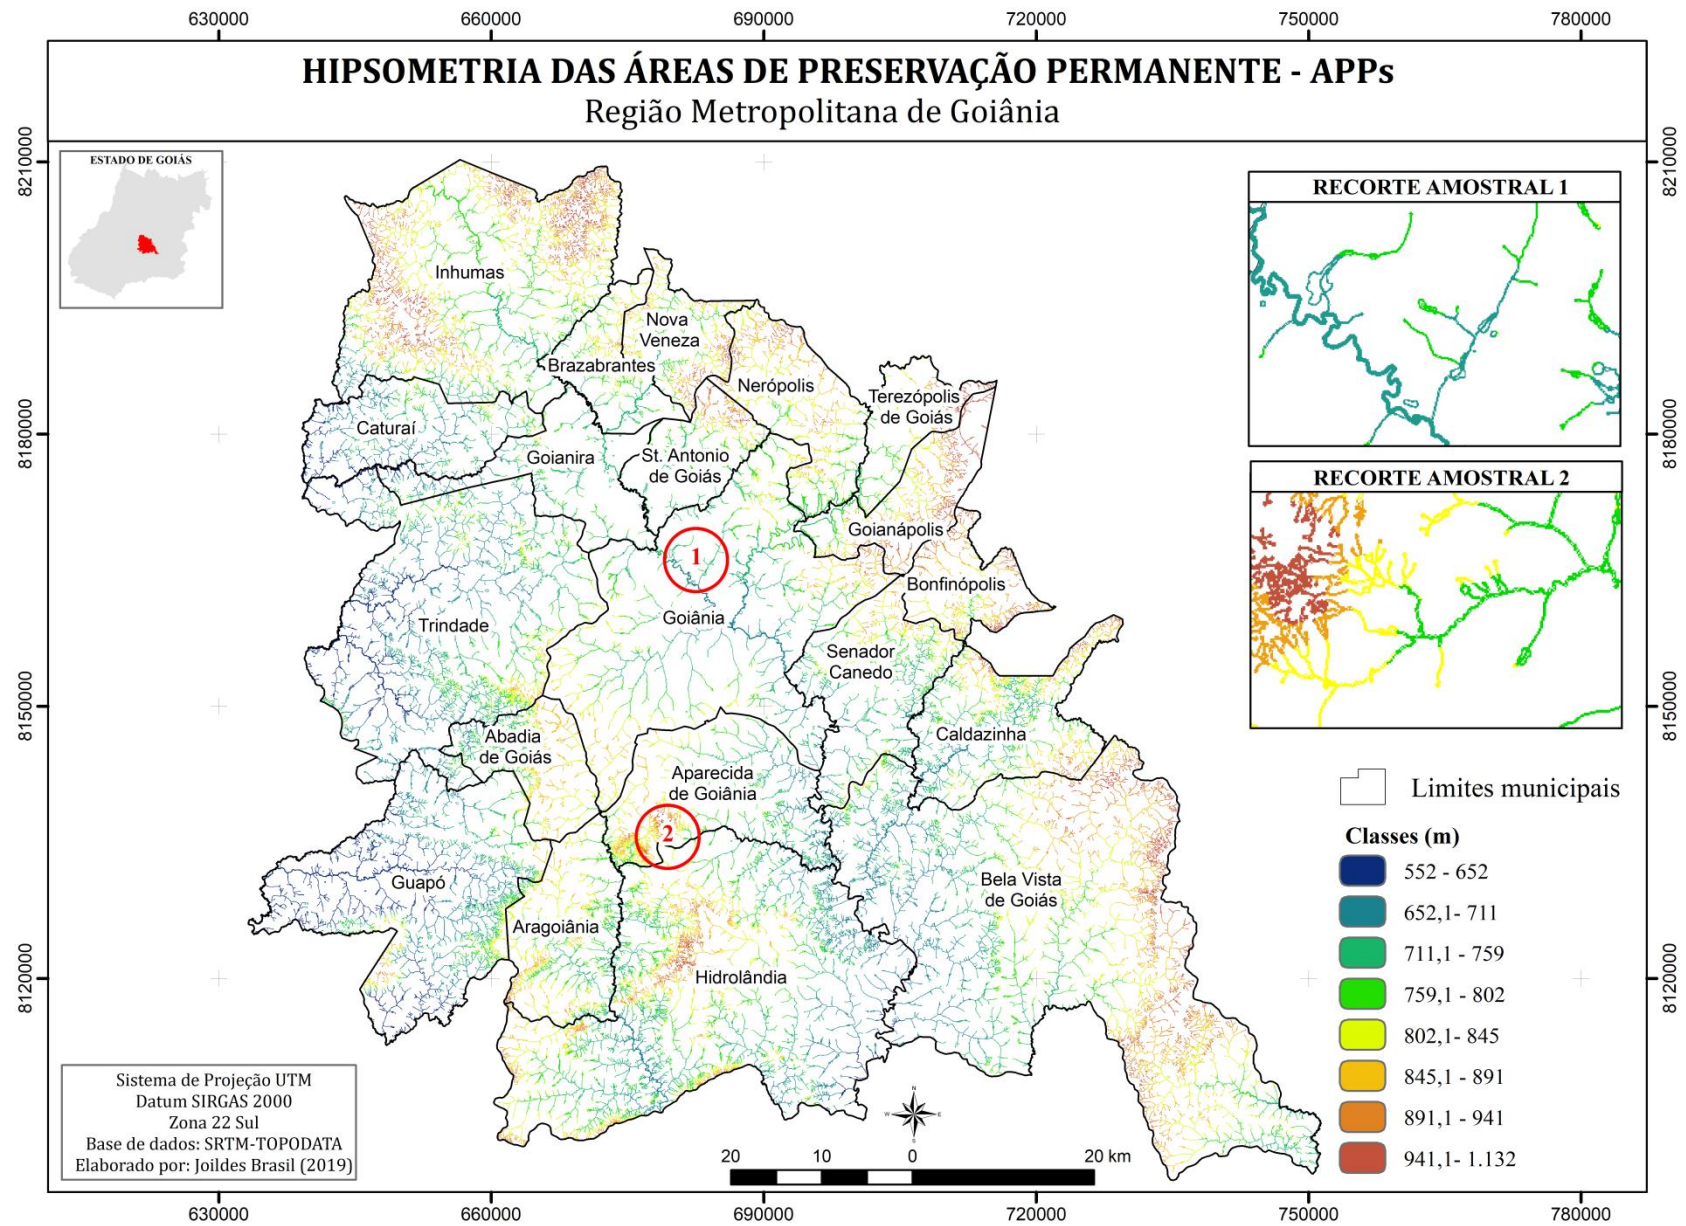 630000 660000 690000 720000 750000 780000
HIPSOMETRIA DAS ÁREAS DE PRESERVAÇÃO PERMANENTE - APPs
Região Metropolitana de Goiânia
8210000
8210000
ESTADO DE GOIÁS
RECORTE AMOSTRAL 1
Inhumas
Nova
Veneza
Brazabrantes
Nerópolis
Terezópolis
de Goiás
Caturaí
8180000
8180000
Goianira
St. Antonio
de Goiás
RECORTE AMOSTRAL 2
Goianápolis
1
Bonfinópolis
Goiânia
Trindade
Senador
Canedo
8150000
8150000
Abadia
de Goiás
Caldazinha
Aparecida
de Goiânia
2
Limites municipais
Classes (m)
552 - 652
652,1- 711
711,1 - 759
759,1 - 802
802,1- 845
845,1 - 891
891,1 - 941
941,1- 1.132
Guapó
Bela Vista
de Goiás
Aragoiânia
Hidrolândia
8120000
8120000
Sistema de Projeção UTM
Datum SIRGAS 2000
Zona 22 Sul
Base de dados: SRTM-TOPODATA
Elaborado por: Joildes Brasil (2019)
N
W E
S
20 10 0 20 km
630000 660000 690000 720000 750000 780000